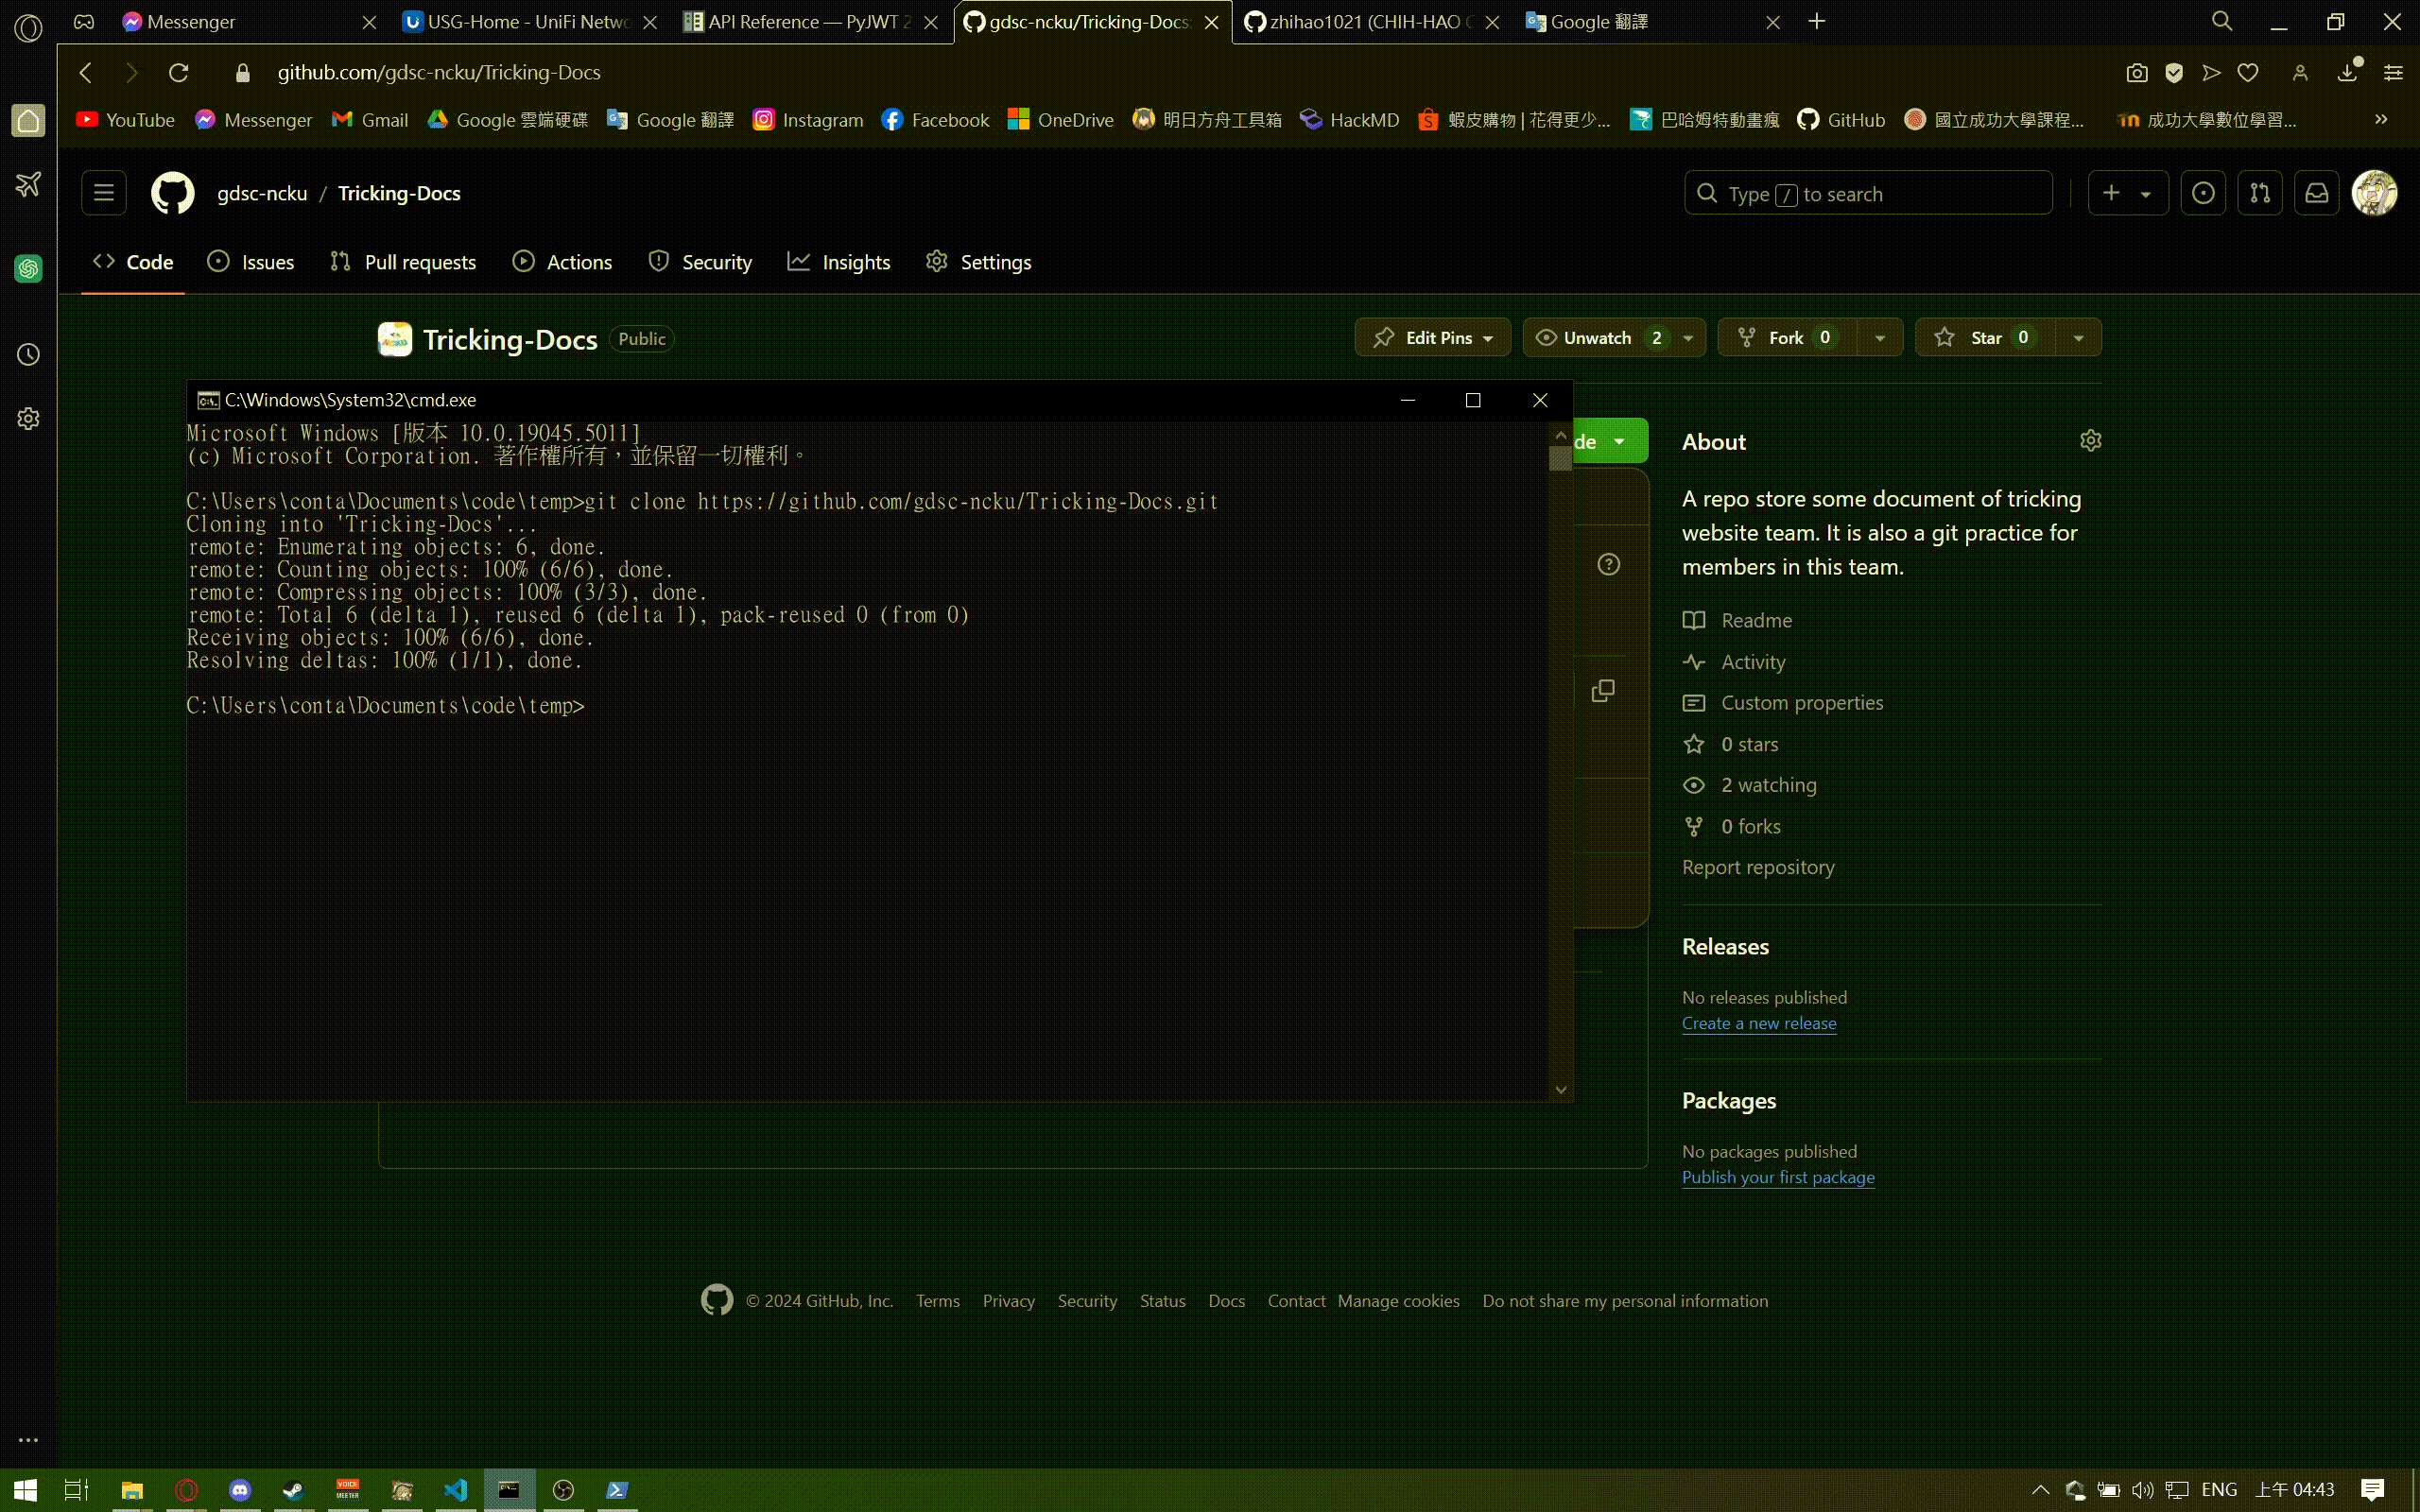 Messenger
USG-Home - UniFi Netwo
API Reference — PyJWT 2
gdsc-ncku/Tricking-Docs:
zhihao1021 (CHIH-HAO C
Google 翻譯
github.com/gdsc-ncku/Tricking-Docs
YouTube
Messenger
Gmail
Google 雲端硬碟
Google 翻譯
Instagram
Facebook
OneDrive
明日方舟工具箱
HackMD
蝦皮購物 | 花得更少...
巴哈姆特動畫瘋
GitHub
國立成功大學課程...
成功大學數位學習...
gdsc-ncku / Tricking-Docs
Type / to search
Code
Issues
Pull requests
Actions
Security
Insights
Settings
Tricking-Docs
Public
Edit Pins
Unwatch 2
Fork 0
Star 0
C:\Windows\System32\cmd.exe
Microsoft Windows [版本 10.0.19045.5011]
(c) Microsoft Corporation. 著作權所有，並保留一切權利。
C:\Users\conta\Documents\code\temp>git clone https://github.com/gdsc-ncku/Tricking-Docs.git
Cloning into 'Tricking-Docs'...
remote: Enumerating objects: 6, done.
remote: Counting objects: 100% (6/6), done.
remote: Compressing objects: 100% (3/3), done.
remote: Total 6 (delta 1), reused 6 (delta 1), pack-reused 0 (from 0)
Receiving objects: 100% (6/6), done.
Resolving deltas: 100% (1/1), done.
C:\Users\conta\Documents\code\temp>
de
About
A repo store some document of tricking
website team. It is also a git practice for
members in this team.
Readme
Activity
Custom properties
0 stars
2 watching
0 forks
Report repository
Releases
No releases published
Create a new release
Packages
No packages published
Publish your first package
© 2024 GitHub, Inc.
Terms
Privacy
Security
Status
Docs
Contact
Manage cookies
Do not share my personal information
VOICE
MEETER
ENG
上午 04:43